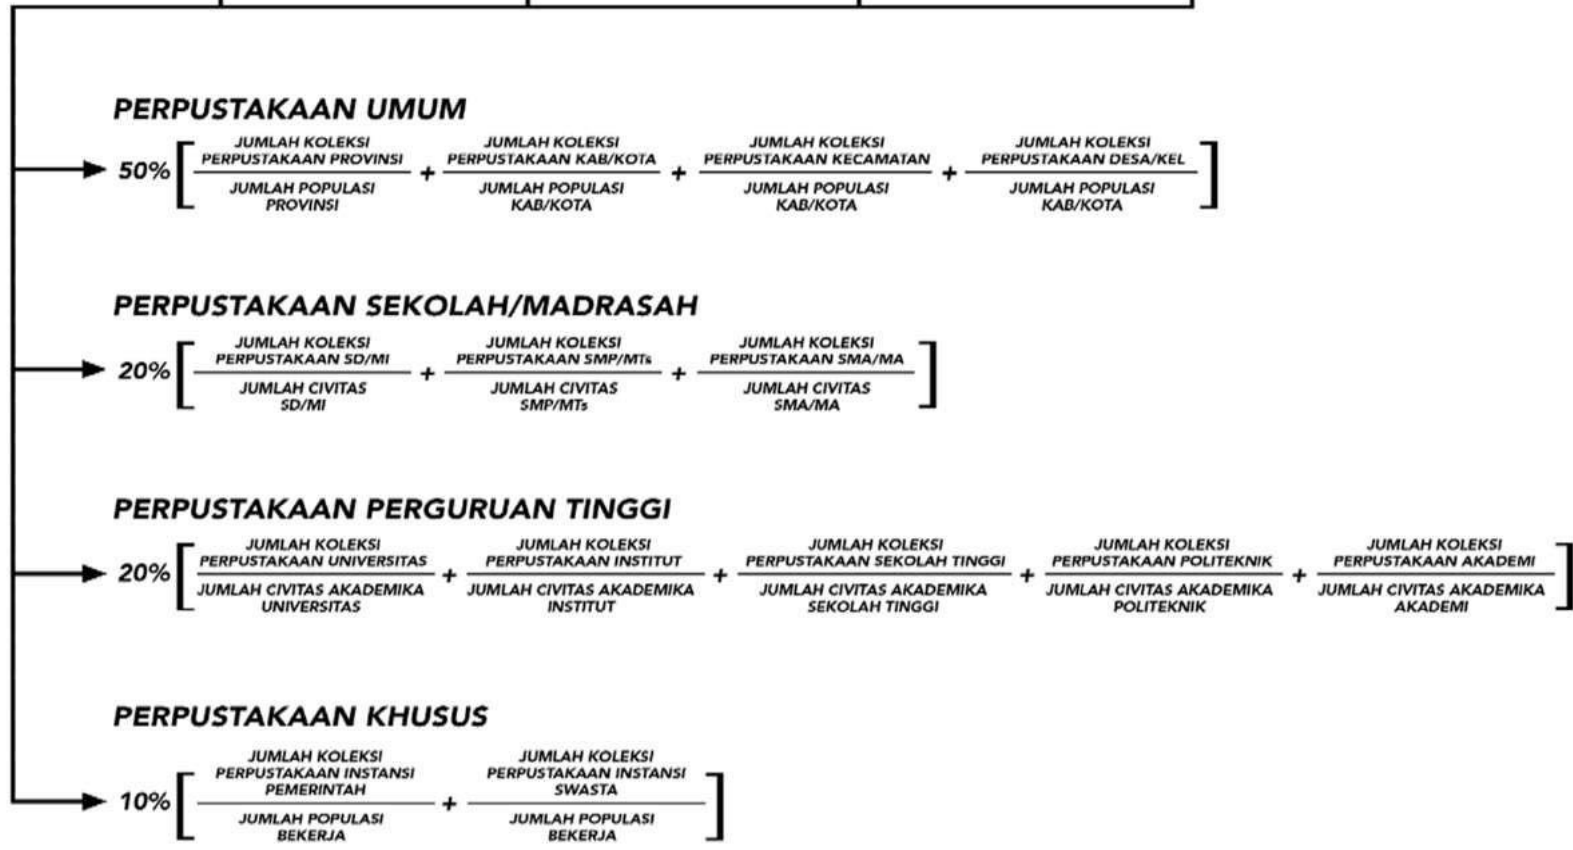 PERPUSTAKAAN UMUM
JUMLAH KOLEKSI JUMLAH KOLEKSI JUMLAH KOLEKSI JUMLAH KOLEKSI
PERPUSTAKAAN PROVINSI PERPUSTAKAAN KAB/KOTA PERPUSTAKAAN KECAMATAN PERPUSTAKAAN DESA/KEL
50% [ + + + ]
JUMLAH POPULASI JUMLAH POPULASI JUMLAH POPULASI JUMLAH POPULASI
PROVINSI KAB/KOTA KAB/KOTA KAB/KOTA
PERPUSTAKAAN SEKOLAH/MADRASAH
JUMLAH KOLEKSI JUMLAH KOLEKSI JUMLAH KOLEKSI
PERPUSTAKAAN SD/MI PERPUSTAKAAN SMP/MTs PERPUSTAKAAN SMA/MA
20% [ + + ]
JUMLAH CIVITAS JUMLAH CIVITAS JUMLAH CIVITAS
SD/MI SMP/MTs SMA/MA
PERPUSTAKAAN PERGURUAN TINGGI
JUMLAH KOLEKSI JUMLAH KOLEKSI JUMLAH KOLEKSI JUMLAH KOLEKSI JUMLAH KOLEKSI
PERPUSTAKAAN UNIVERSITAS PERPUSTAKAAN INSTITUT PERPUSTAKAAN SEKOLAH TINGGI PERPUSTAKAAN POLITEKNIK PERPUSTAKAAN AKADEMI
20% [ + + + + ]
JUMLAH CIVITAS AKADEMIKA JUMLAH CIVITAS AKADEMIKA JUMLAH CIVITAS AKADEMIKA JUMLAH CIVITAS AKADEMIKA JUMLAH CIVITAS AKADEMIKA
UNIVERSITAS INSTITUT SEKOLAH TINGGI POLITEKNIK AKADEMI
PERPUSTAKAAN KHUSUS
JUMLAH KOLEKSI JUMLAH KOLEKSI
PERPUSTAKAAN INSTANSI PERPUSTAKAAN INSTANSI
PEMERINTAH SWASTA
10% [ + ]
JUMLAH POPULASI JUMLAH POPULASI
BEKERJA BEKERJA